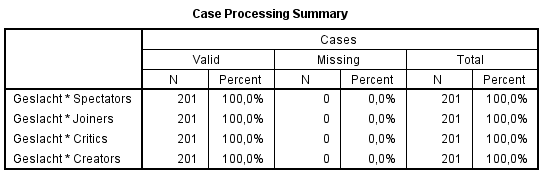 Case Processing Summary
Cases
Valid Missing Total
N Percent N Percent N Percent
Geslacht * Spectators 201 100,0% 0 0,0% 201 100,0%
Geslacht * Joiners 201 100,0% 0 0,0% 201 100,0%
Geslacht * Critics 201 100,0% 0 0,0% 201 100,0%
Geslacht * Creators 201 100,0% 0 0,0% 201 100,0%